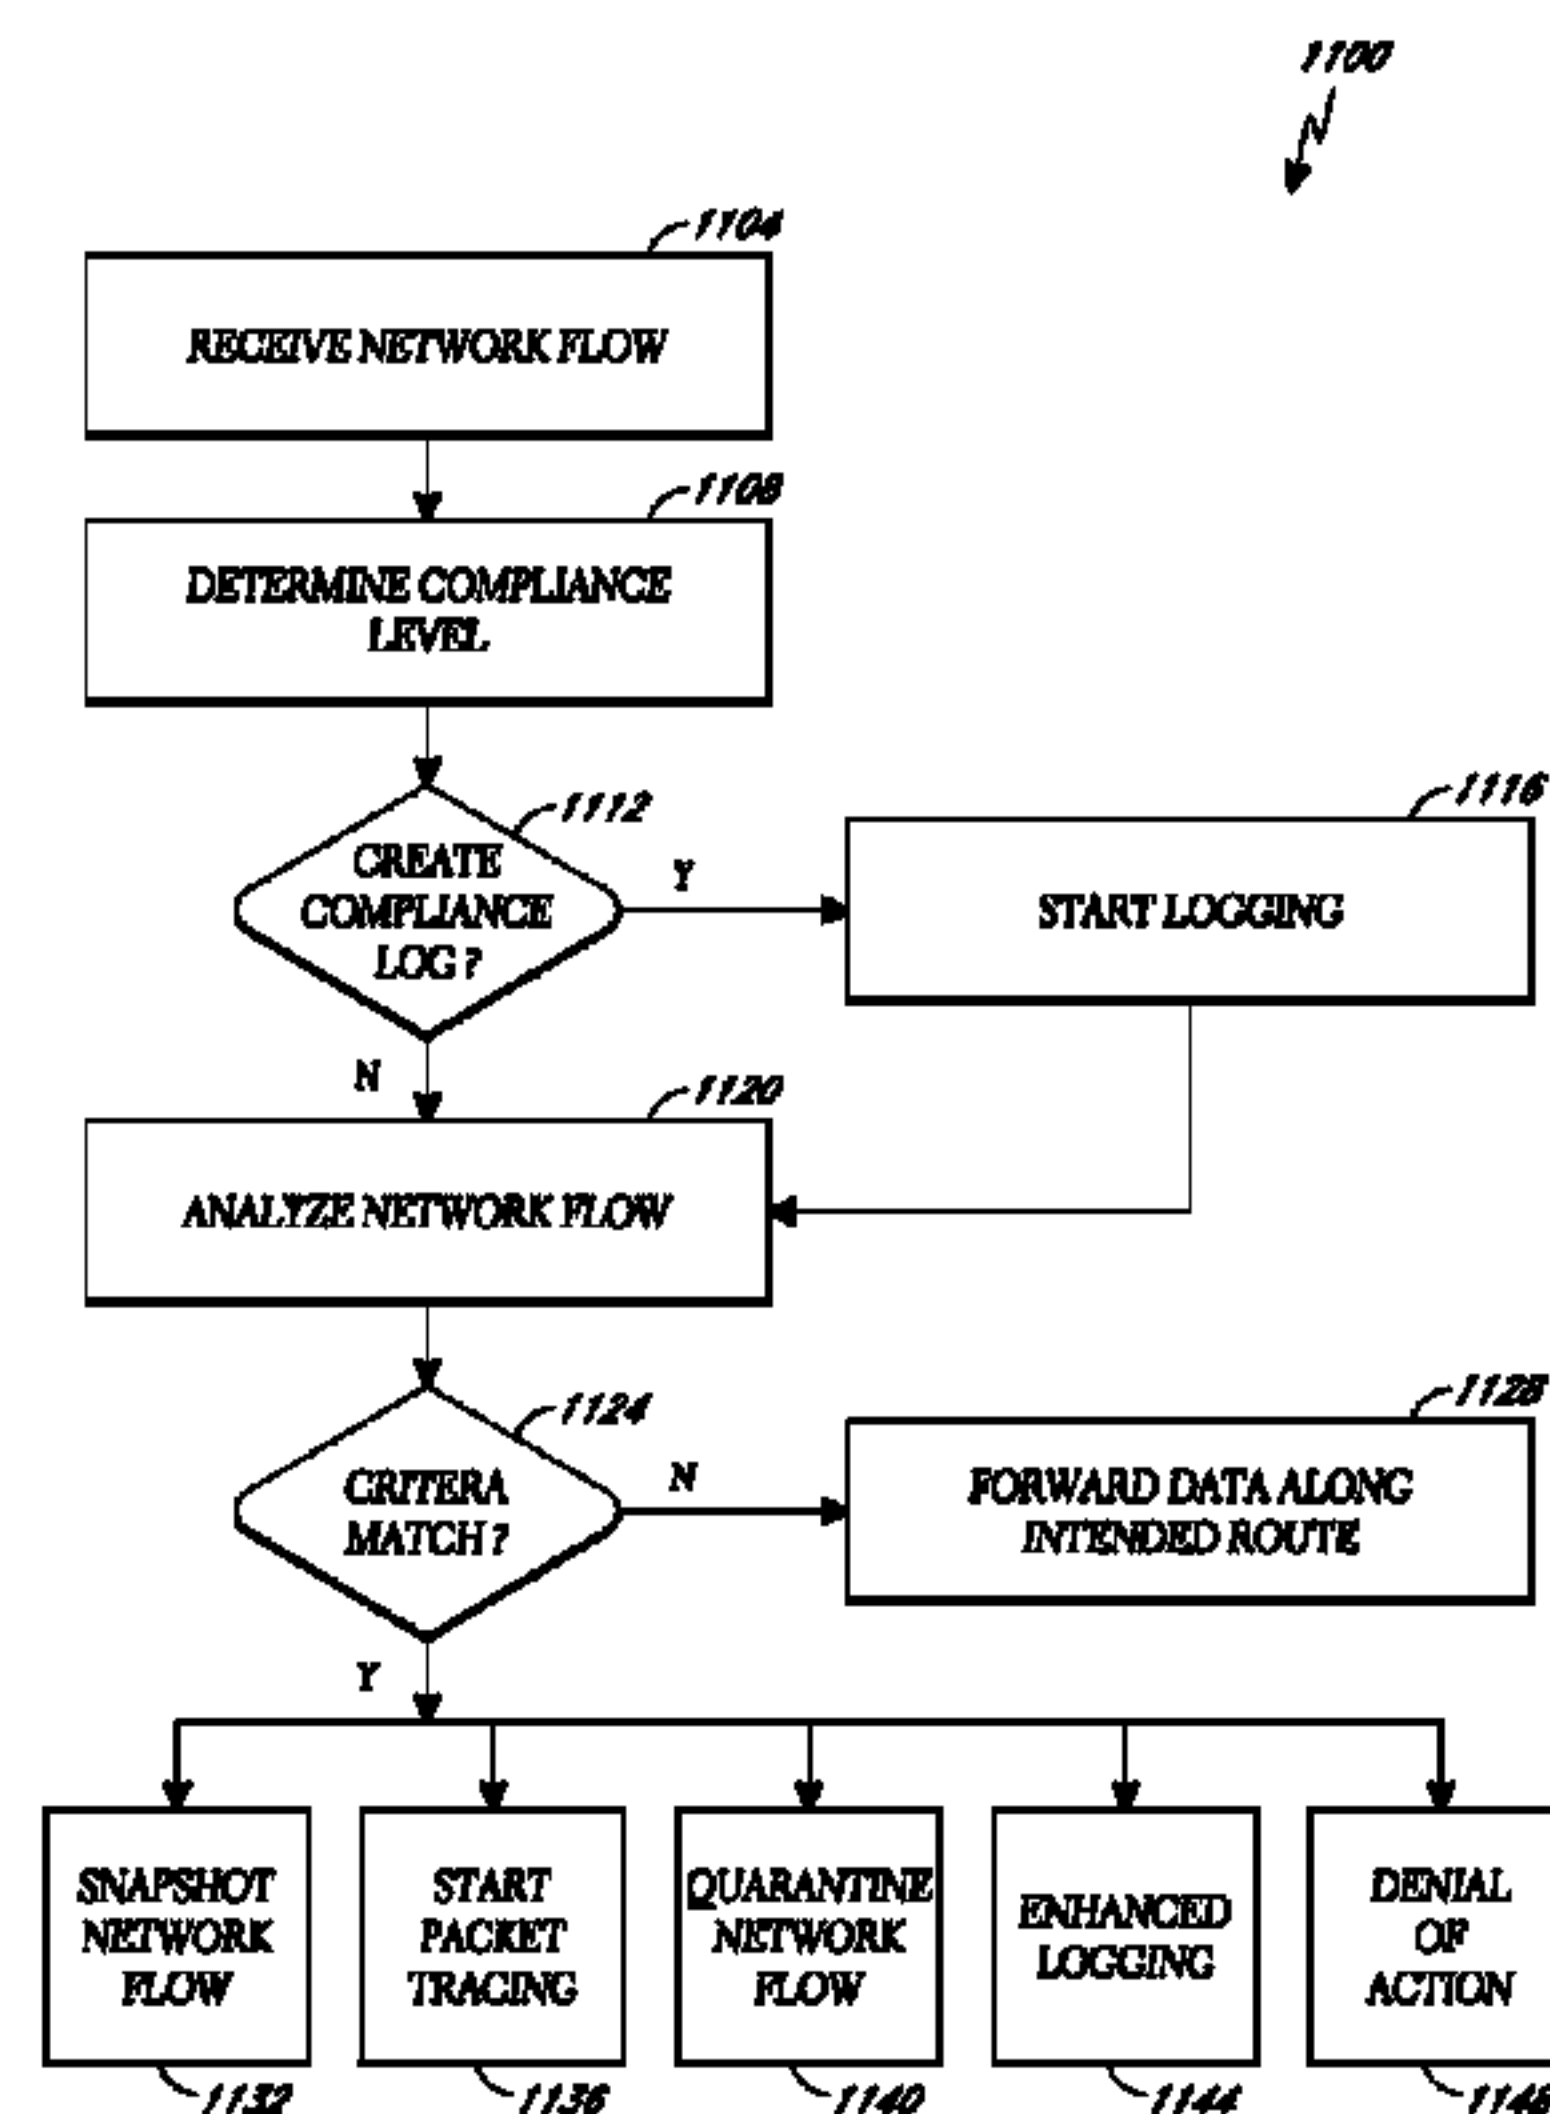 1100
1104
RECEIVE NETWORK FLOW
1108
DETERMINE COMPLIANCE
LEVEL
1112
CREATE
COMPLIANCE
LOG ?
Y
1116
START LOGGING
N
1120
ANALYZE NETWORK FLOW
1124
CRITERA
MATCH ?
N
1128
FORWARD DATA ALONG
INTENDED ROUTE
Y
SNAPSHOT
NETWORK
FLOW
1132
START
PACKET
TRACING
1136
QUARANTINE
NETWORK
FLOW
1140
ENHANCED
LOGGING
1144
DENIAL
OF
ACTION
1148